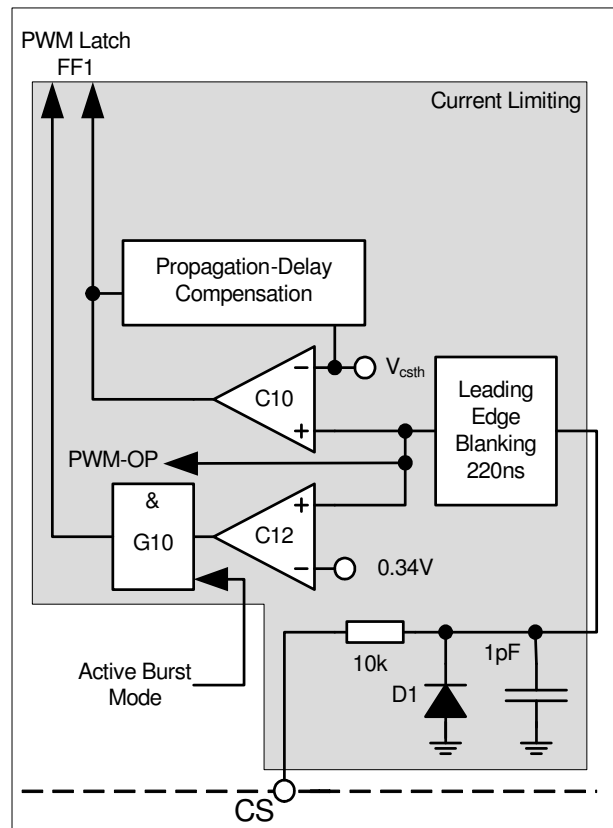 PWM Latch
FF1
Current Limiting
Propagation-Delay
Compensation
Vcsth
C10
Leading
Edge
Blanking
220ns
PWM-OP
&
G10
C12
0.34V
10k
1pF
Active Burst
Mode
D1
CS